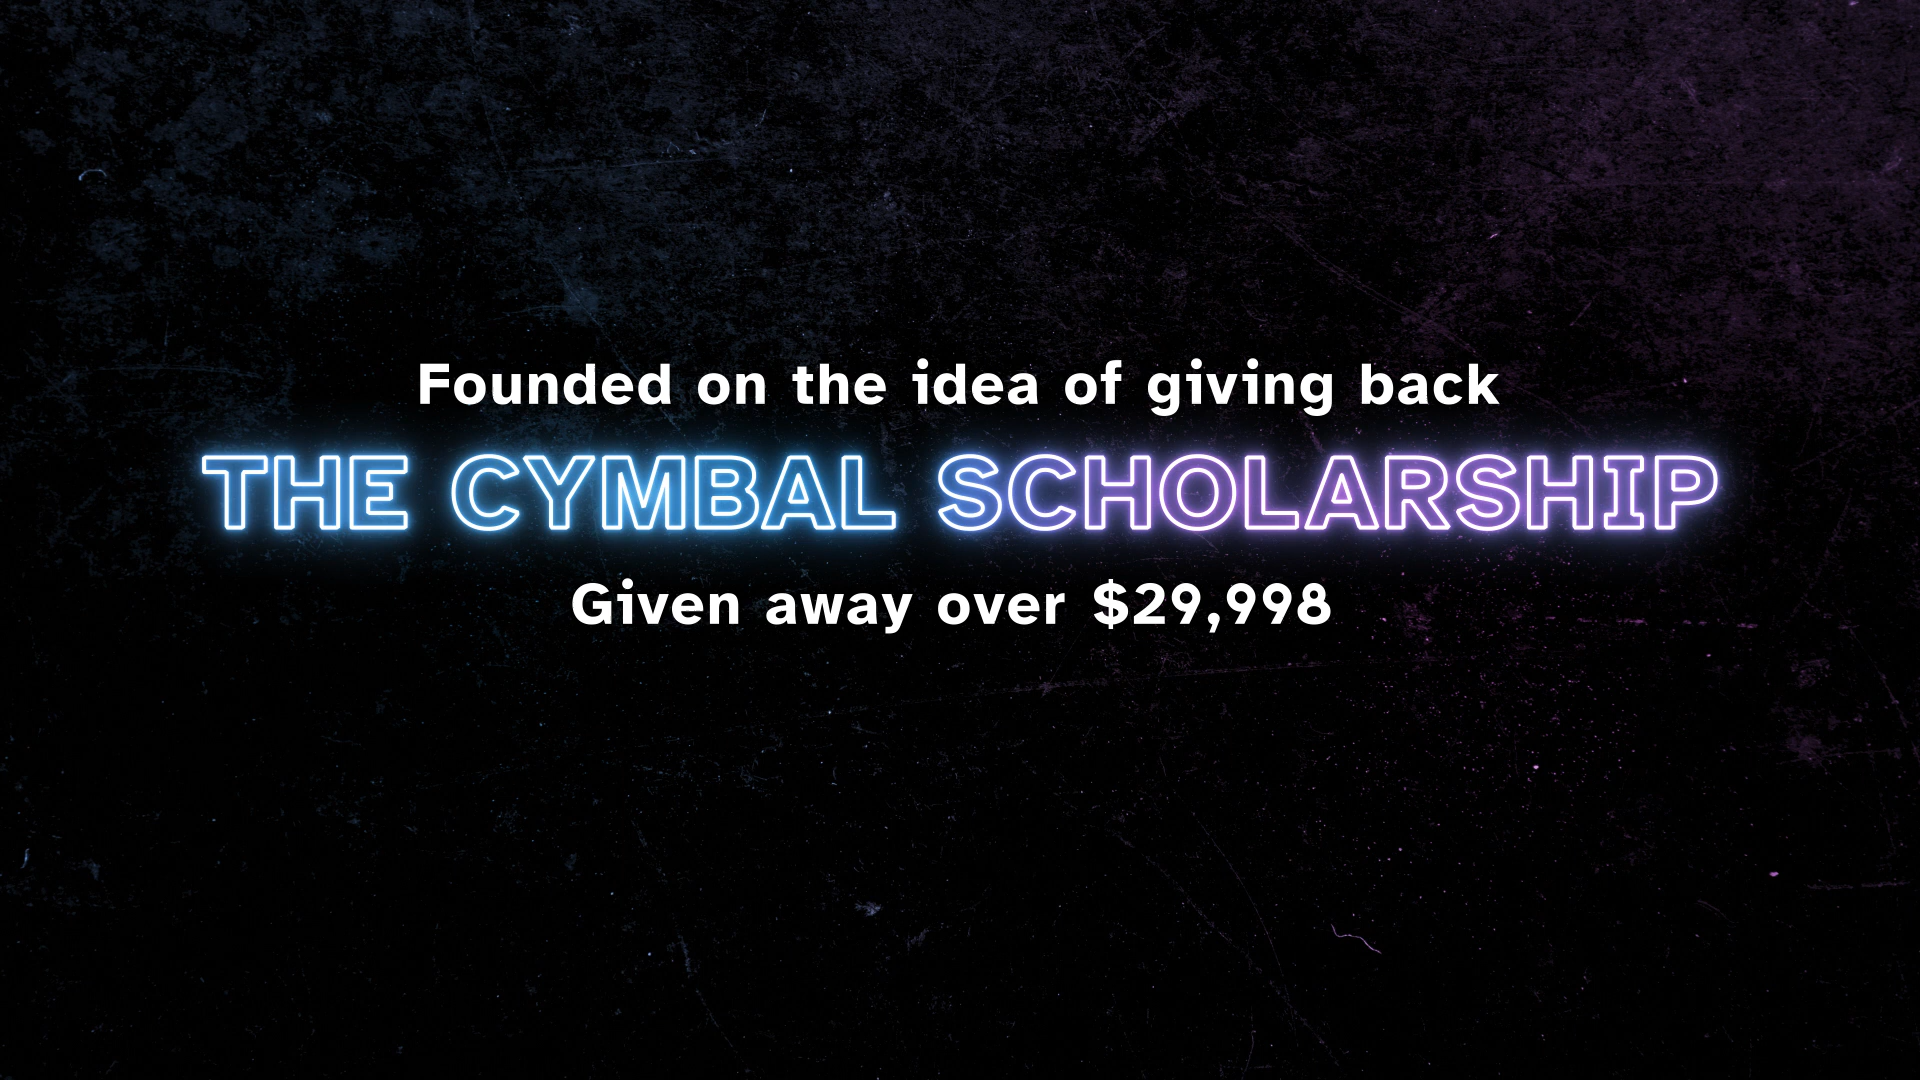 Founded on the idea of giving back
THE CYMBAL SCHOLARSHIP
Given away over $29,998